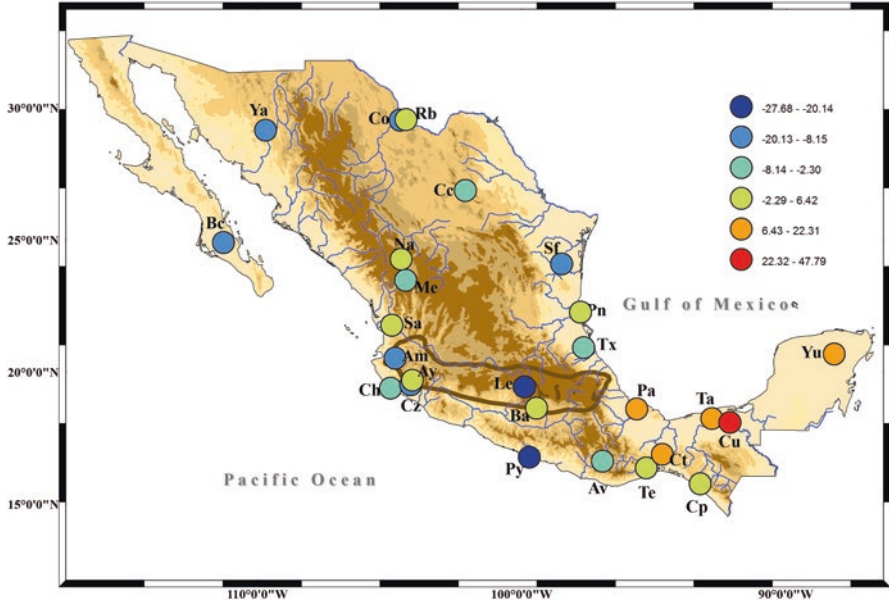 30°0'0"N
25°0'0"N
20°0'0"N
15°0'0"N
110°0'0"W
100°0'0"W
90°0'0"W
-27.68 - -20.14
-20.13 - -8.15
-8.14 - -2.30
-2.29 - 6.42
6.43 - 22.31
22.32 - 47.79
Ya
Co
Rb
Cc
Bc
Na
Me
Sf
Pn
Gulf of Mexico
Sa
Tx
Am
Ay
Ch
Cz
Le
Ba
Pa
Ta
Yu
Cu
Py
Av
Te
Ct
Cp
Pacific Ocean